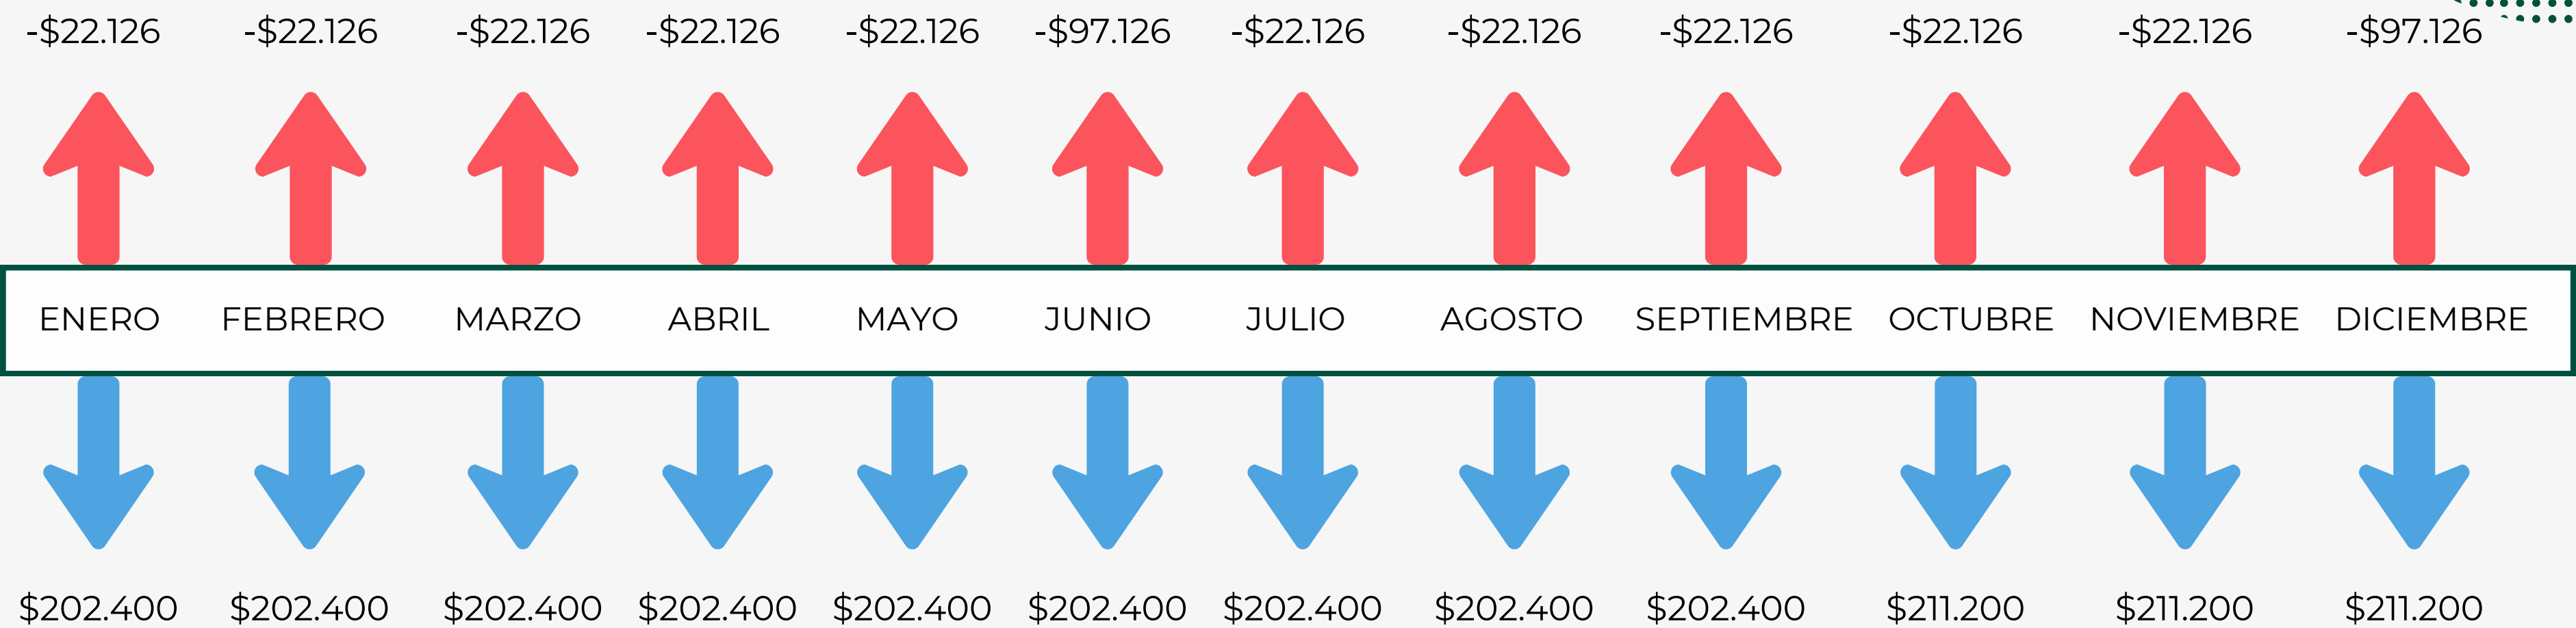 -$22.126 -$22.126 -$22.126 -$22.126 -$22.126 -$97.126 -$22.126 -$22.126 -$22.126 -$22.126 -$22.126 -$97.126
ENERO FEBRERO MARZO ABRIL MAYO JUNIO JULIO AGOSTO SEPTIEMBRE OCTUBRE NOVIEMBRE DICIEMBRE
$202.400 $202.400 $202.400 $202.400 $202.400 $202.400 $202.400 $202.400 $202.400 $211.200 $211.200 $211.200